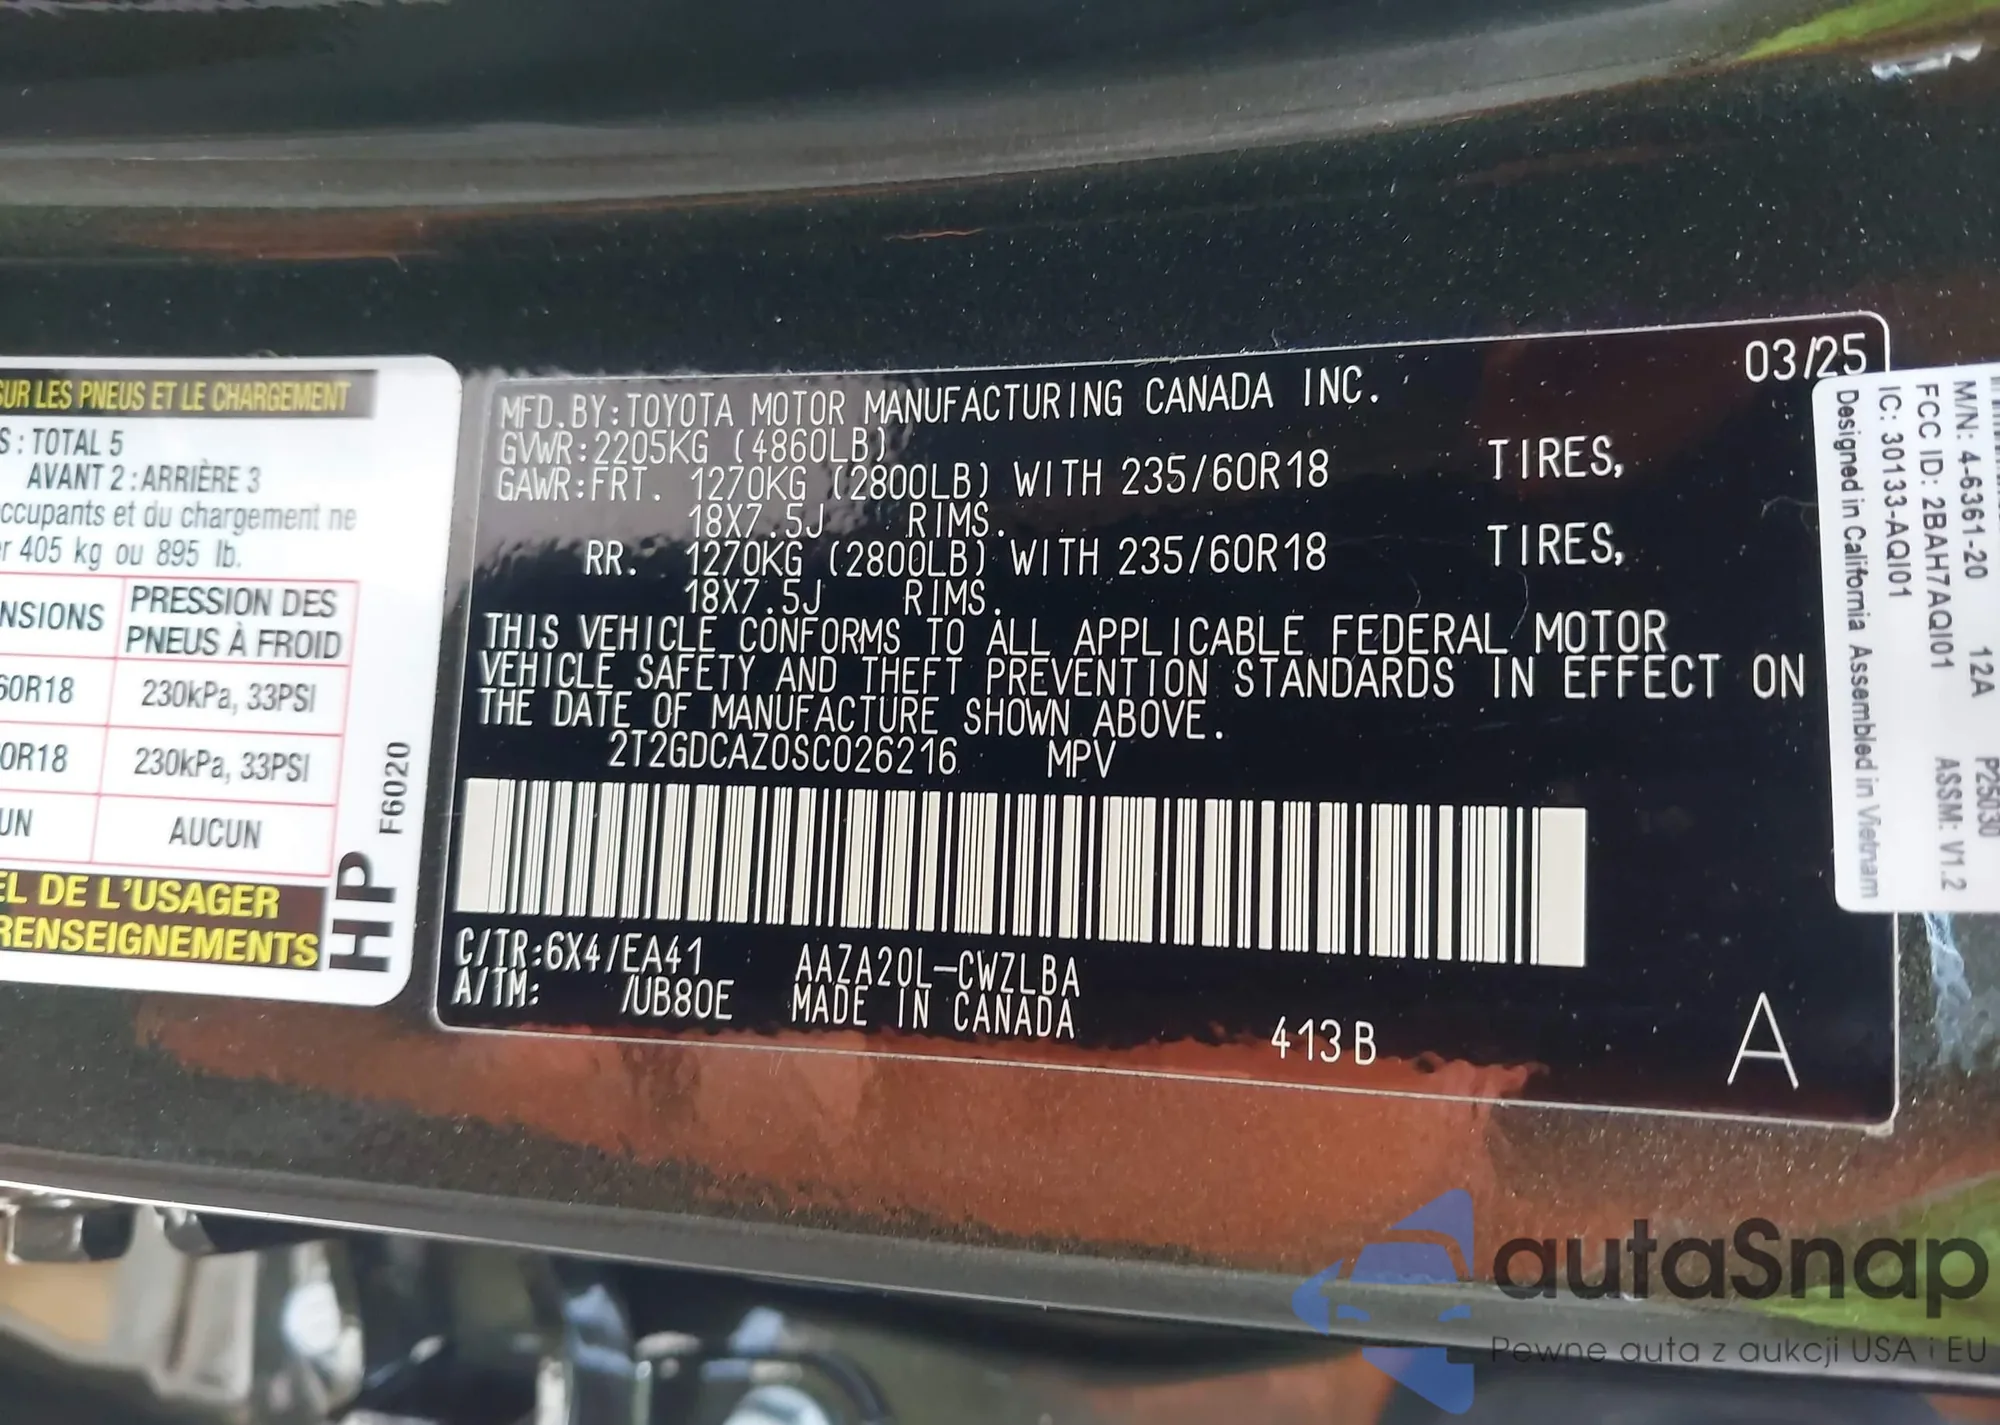 SUR LES PNEUS ET LE CHARGEMENT
S : TOTAL 5
AVANT 2 : ARRIÈRE 3
ccupants et du chargement ne
r 405 kg ou 895 lb.
NSIONS
PRESSION DES
PNEUS À FROID
60R18
230kPa, 33PSI
0R18
230kPa, 33PSI
UN
AUCUN
EL DE L'USAGER
RENSEIGNEMENTS
HP
F6020
03/25
MFD.BY:TOYOTA MOTOR MANUFACTURING CANADA INC.
GVWR:2205KG (4860LB)
GAWR:FRT. 1270KG (2800LB) WITH 235/60R18 TIRES,
18X7.5J RIMS.
RR. 1270KG (2800LB) WITH 235/60R18 TIRES,
18X7.5J RIMS.
THIS VEHICLE CONFORMS TO ALL APPLICABLE FEDERAL MOTOR
VEHICLE SAFETY AND THEFT PREVENTION STANDARDS IN EFFECT ON
THE DATE OF MANUFACTURE SHOWN ABOVE.
2T2GDCAZ0SC026216 MPV
C/TR:6X4/EA41 AAZA20L-CWZLBA
A/TM: /UB80E MADE IN CANADA
413B
A
P25030
M/N: 4-6361-20 12A ASSM: V1.2
FCC ID: 2BAH7AQI01
IC: 30133-AQI01
Designed in California Assembled in Vietnam
autaSnap
Pewne auta z aukcji USA i EU